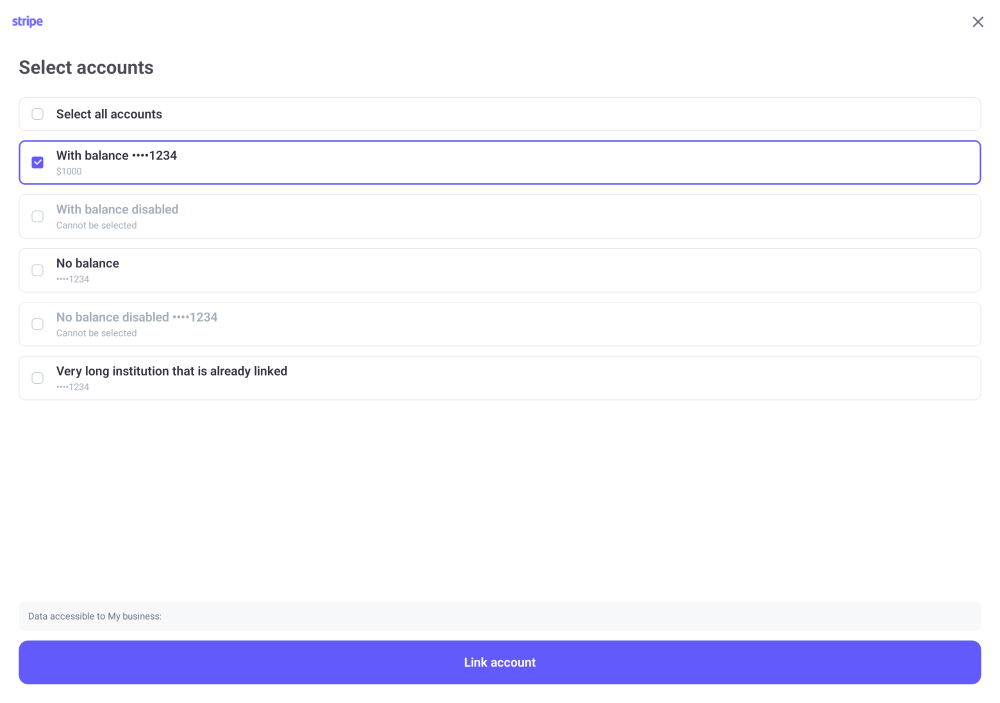 stripe
Select accounts
Select all accounts
With balance ••••1234
$1000
With balance disabled
Cannot be selected
No balance
••••1234
No balance disabled ••••1234
Cannot be selected
Very long institution that is already linked
••••1234
Data accessible to My business:
Link account